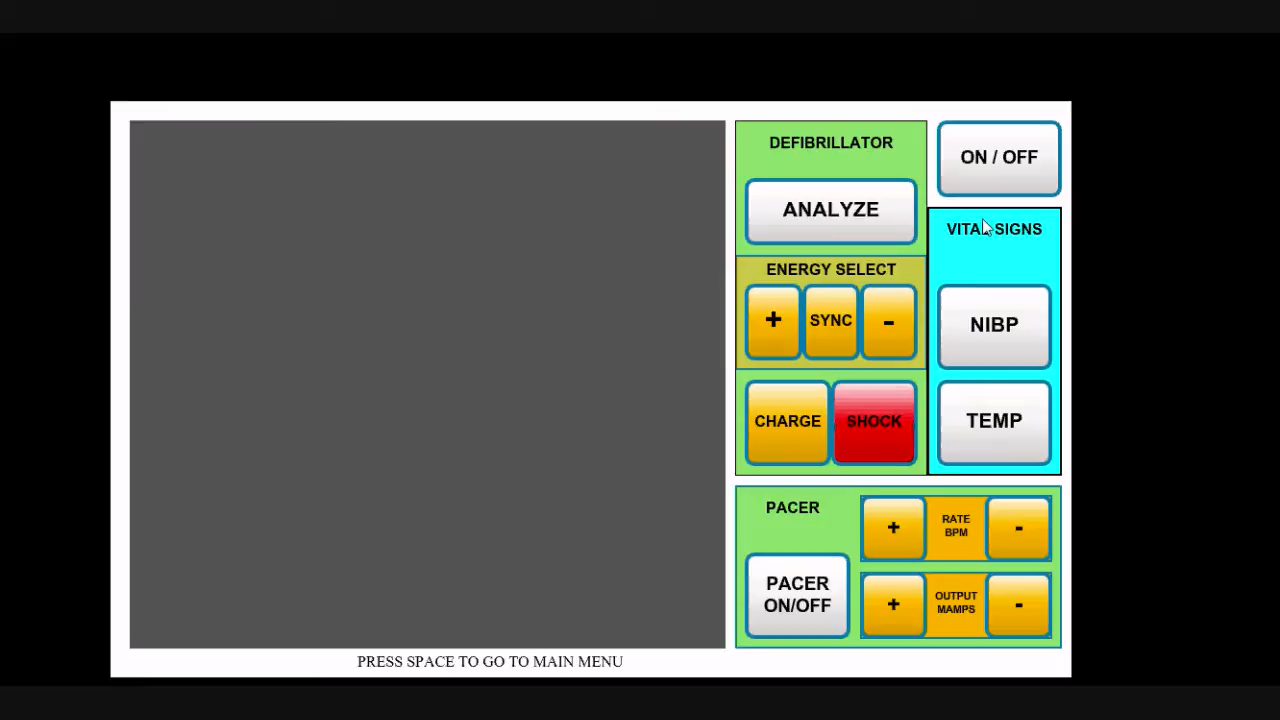 DEFIBRILLATOR
ON / OFF
ANALYZE
VITAL SIGNS
ENERGY SELECT
+
SYNC
-
NIBP
CHARGE
SHOCK
TEMP
PACER
+
RATE
BPM
-
PACER
ON/OFF
+
OUTPUT
MAMPS
-
PRESS SPACE TO GO TO MAIN MENU